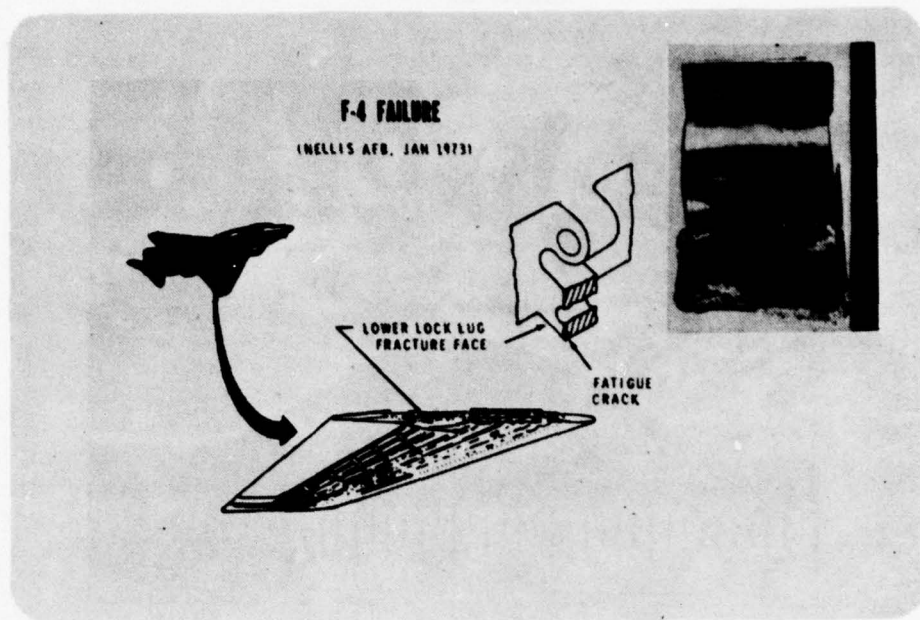 F-4 FAILURE
(NELLIS AFB, JAN 1973)
LOWER LOCK LUG
FRACTURE FACE
FATIGUE
CRACK